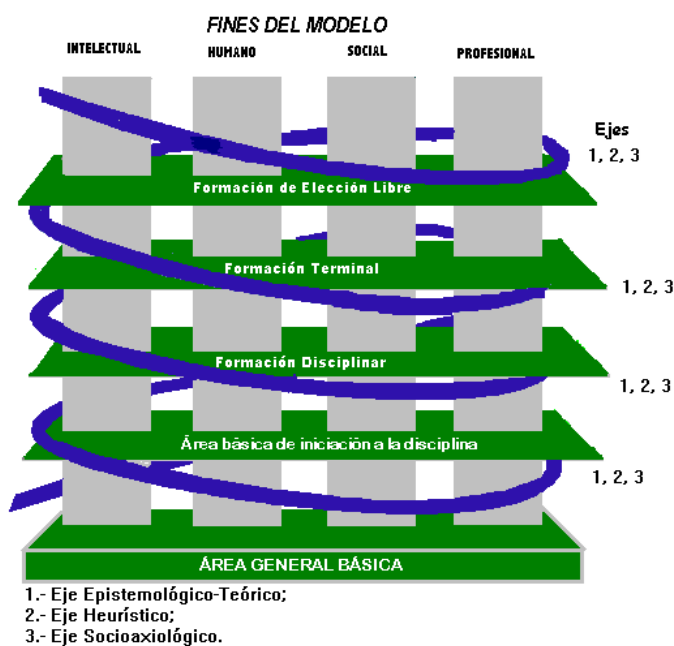 FINES DEL MODELO
INTELECTUAL HUMANO SOCIAL PROFESIONAL
Ejes
1, 2, 3
Formación de Elección Libre
Formación Terminal
1, 2, 3
Formación Disciplinar
1, 2, 3
Área básica de iniciación a la disciplina
1, 2, 3
ÁREA GENERAL BÁSICA
1.- Eje Epistemológico-Teórico;
2.- Eje Heurístico;
3.- Eje Socioaxiológico.